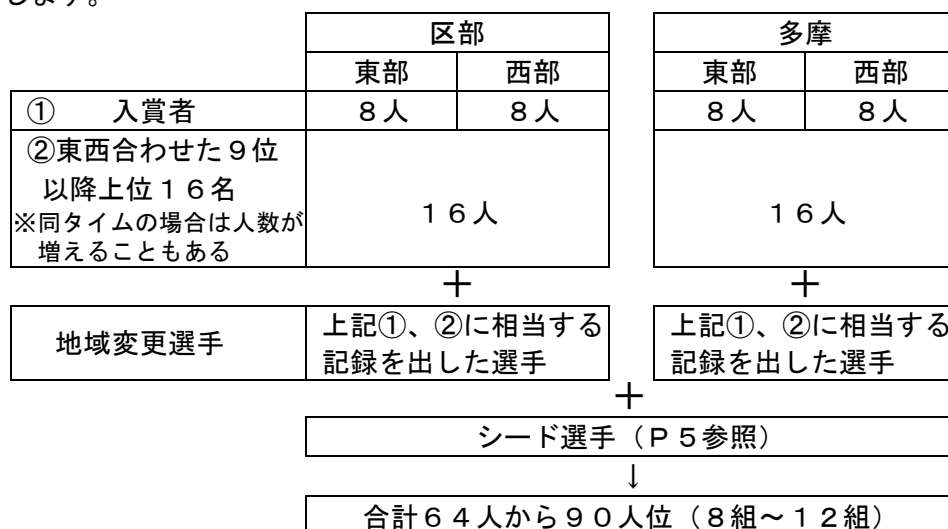 します。
区部 多摩
東部 西部 東部 西部
① 入賞者 8人 8人 8人 8人
②東西合わせた9位
以降上位16名
※同タイムの場合は人数が
増えることもある
16人 16人
+ +
地域変更選手
上記①、②に相当する
記録を出した選手
上記①、②に相当する
記録を出した選手
+
シード選手(P5参照)
↓
合計64人から90人位(8組~12組)